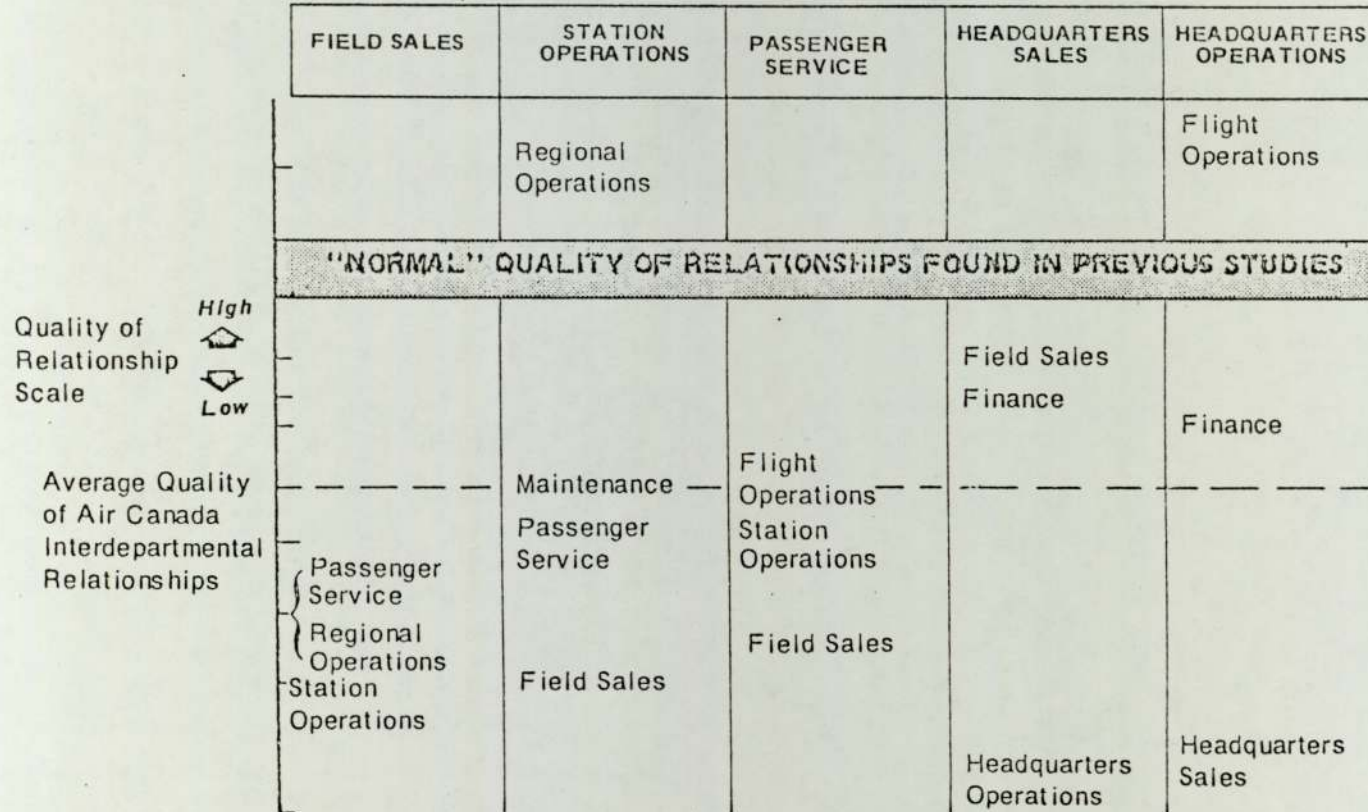 FIELD SALES
STATION
OPERATIONS
PASSENGER
SERVICE
HEADQUARTERS
SALES
HEADQUARTERS
OPERATIONS
Regional
Operations
Flight
Operations
"NORMAL" QUALITY OF RELATIONSHIPS FOUND IN PREVIOUS STUDIES
Quality of
Relationship
Scale
High
Low
Average Quality
of Air Canada
Interdepartmental
Relationships
Passenger
Service
Regional
Operations
Station
Operations
Maintenance
Passenger
Service
Field Sales
Flight
Operations
Station
Operations
Field Sales
Field Sales
Finance
Headquarters
Operations
Finance
Headquarters
Sales